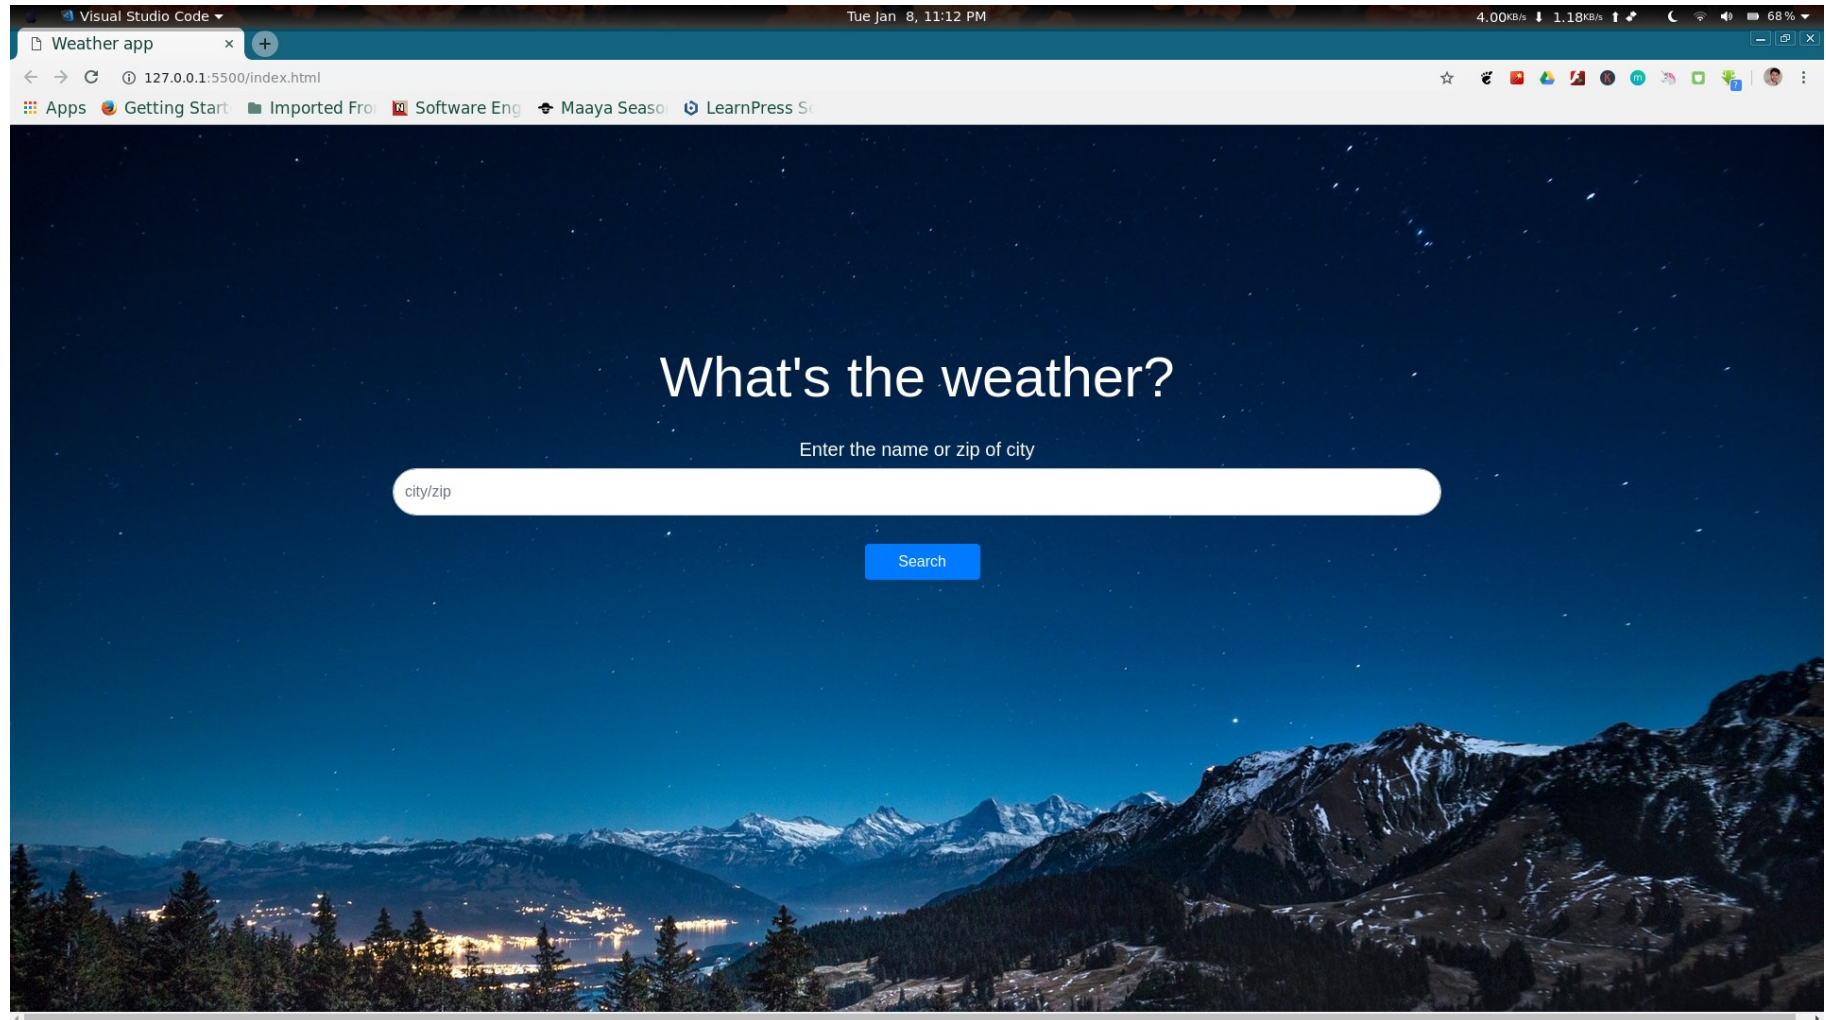 Visual Studio Code
Tue Jan 8, 11:12 PM
4.00KB/s 1.18KB/s 68%
Weather app
127.0.0.1:5500/index.html
Apps Getting Start Imported Fro Software Eng Maaya Seaso LearnPress S
What's the weather?
Enter the name or zip of city
city/zip
Search